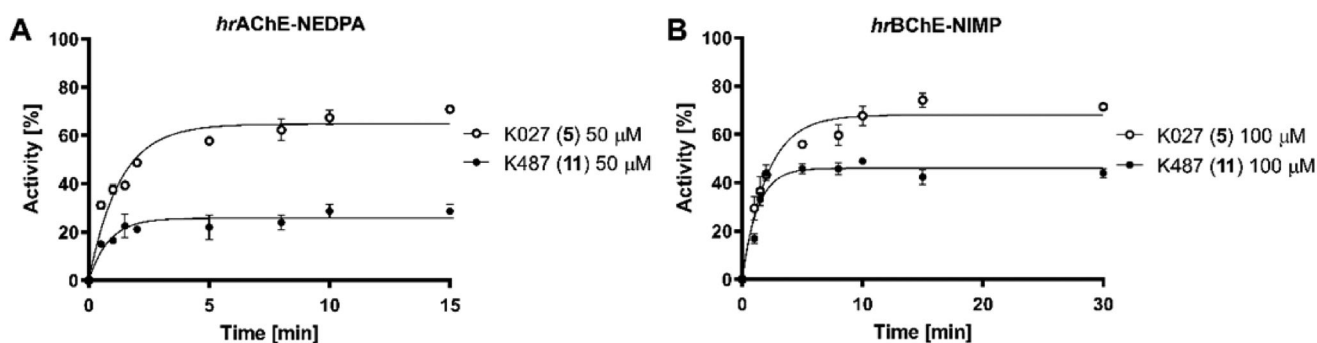 A
hrAChE-NEDPA
Activity [%]
100
80
60
40
20
0
0 5 10 15
Time [min]
K027 (5) 50 μM
K487 (11) 50 μM
B
hrBChE-NIMP
Activity [%]
100
80
60
40
20
0
0 10 20 30
Time [min]
K027 (5) 100 μM
K487 (11) 100 μM